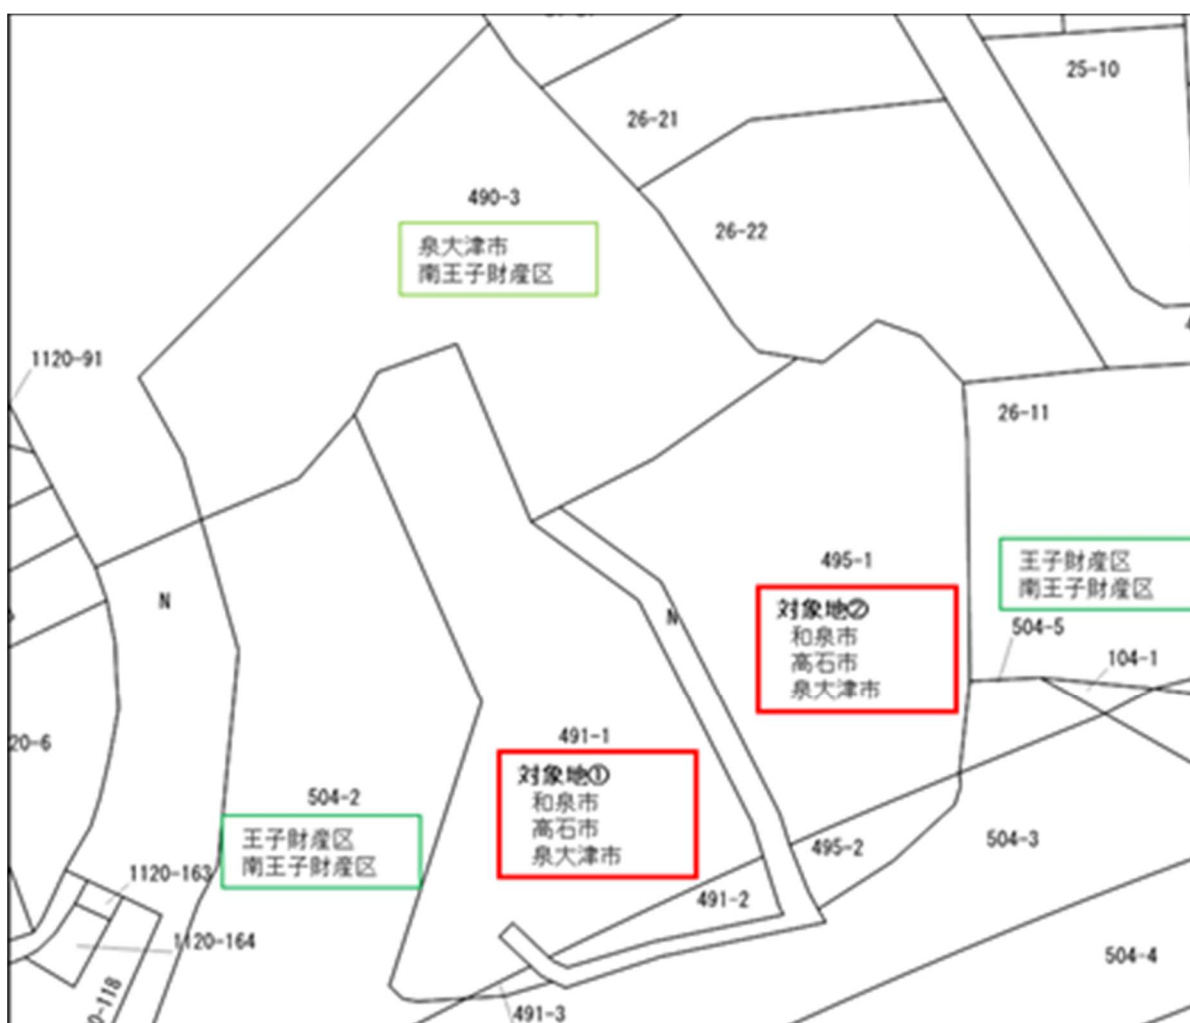 25-10
26-21
490-3
26-22
泉大津市
南王子財産区
1120-91
26-11
495-1
王子財産区
南王子財産区
N
対象地②
和泉市
高石市
泉大津市
N
504-5
104-1
491-1
20-6
対象地①
和泉市
高石市
泉大津市
504-2
王子財産区
南王子財産区
495-2
504-3
1120-163
491-2
1120-164
504-4
0-118
491-3